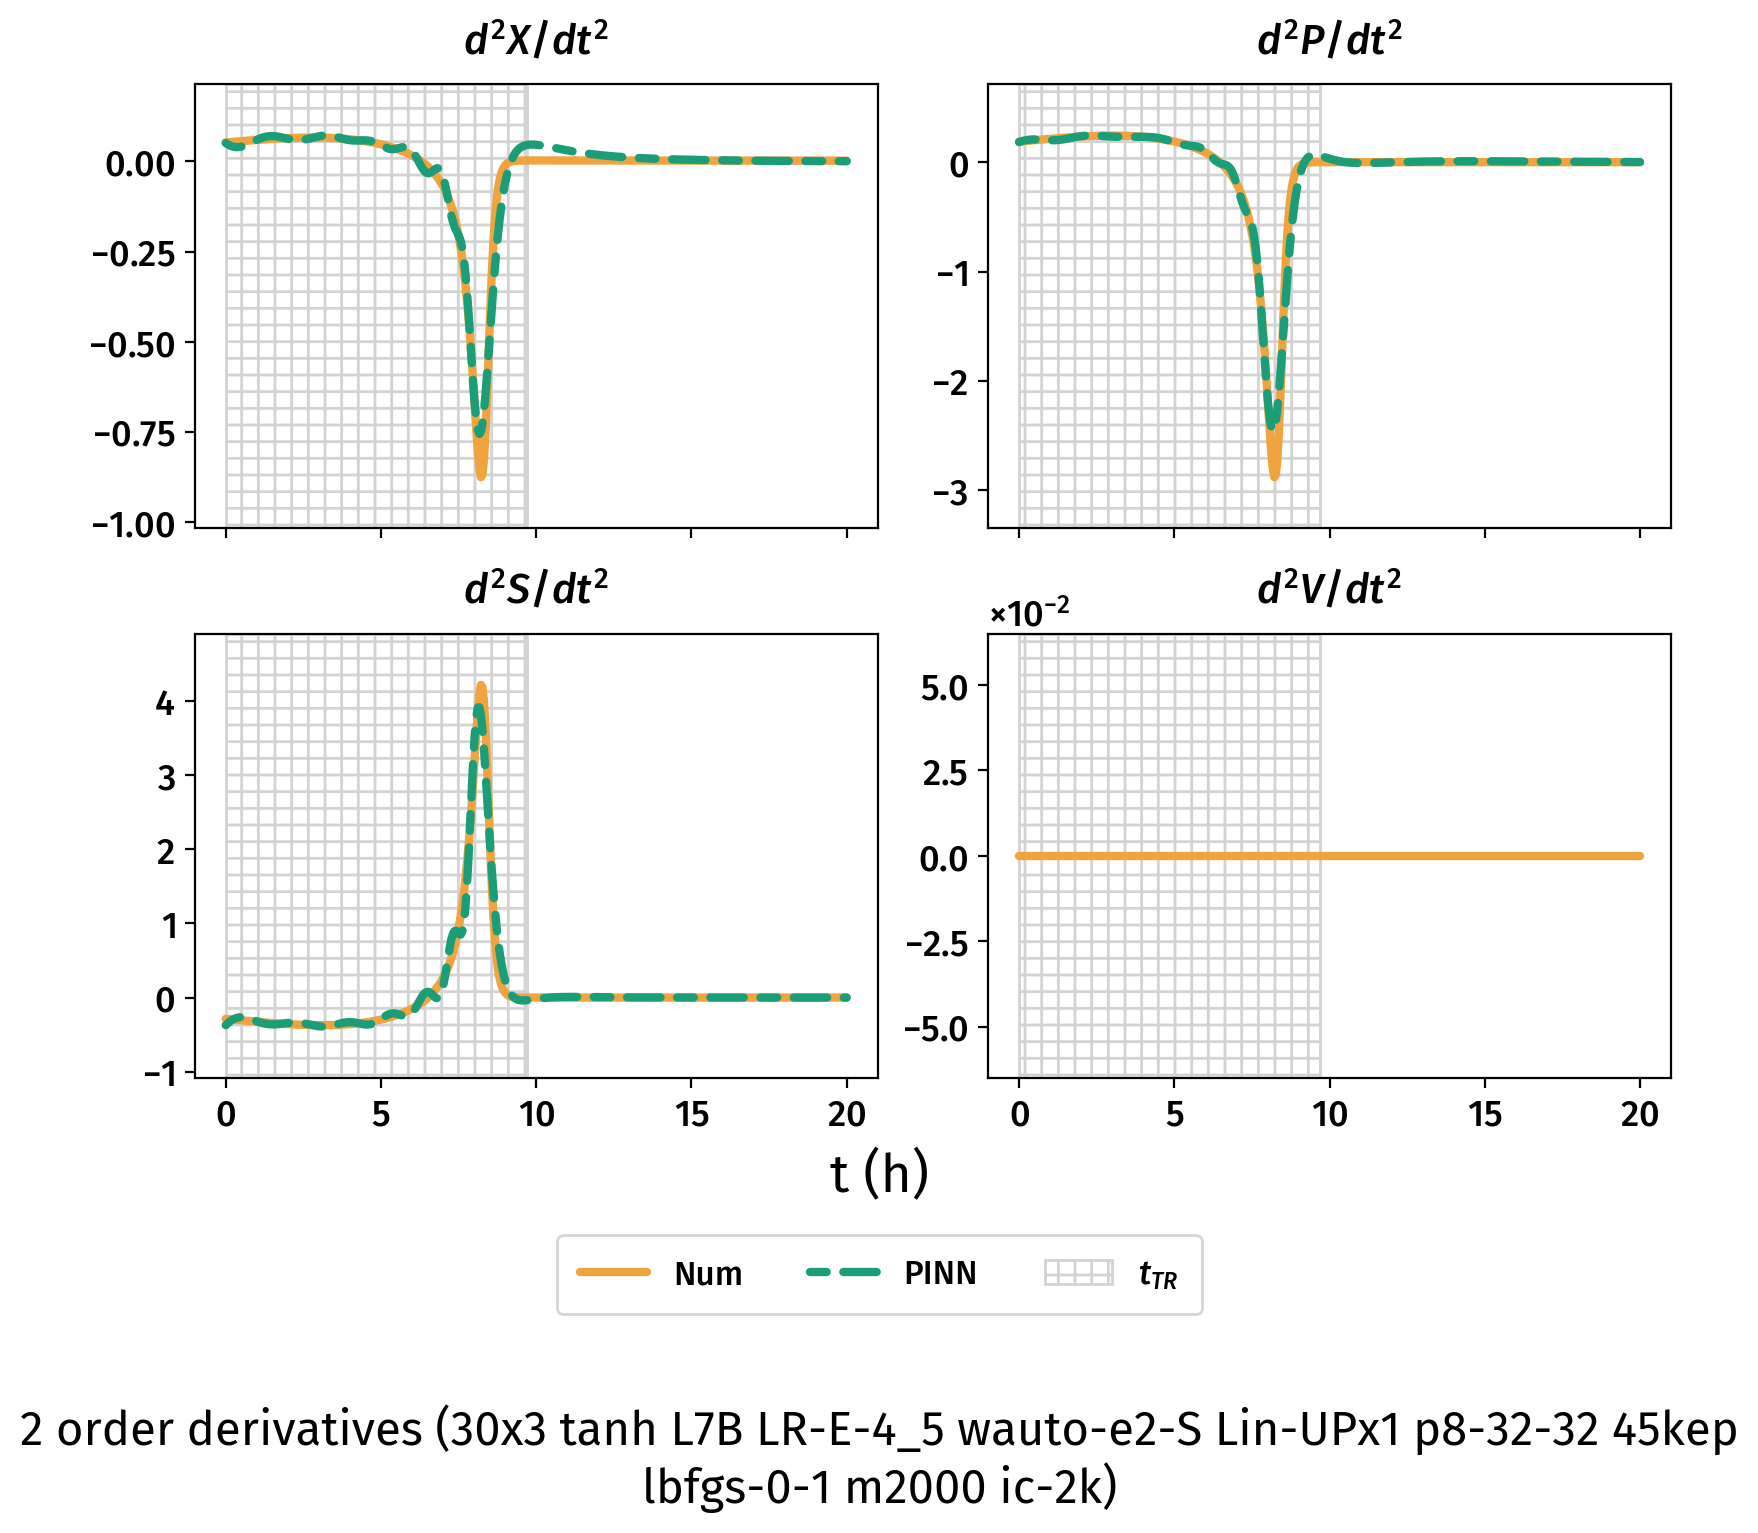 d²X/dt²
d²P/dt²
0.00
−0.25
−0.50
−0.75
−1.00
0
−1
−2
−3
d²S/dt²
d²V/dt²
×10⁻²
4
3
2
1
0
−1
5.0
2.5
0.0
−2.5
−5.0
0 5 10 15 20
0 5 10 15 20
t (h)
Num PINN t_TR
2 order derivatives (30x3 tanh L7B LR-E-4_5 wauto-e2-S Lin-UPx1 p8-32-32 45kep
lbfgs-0-1 m2000 ic-2k)